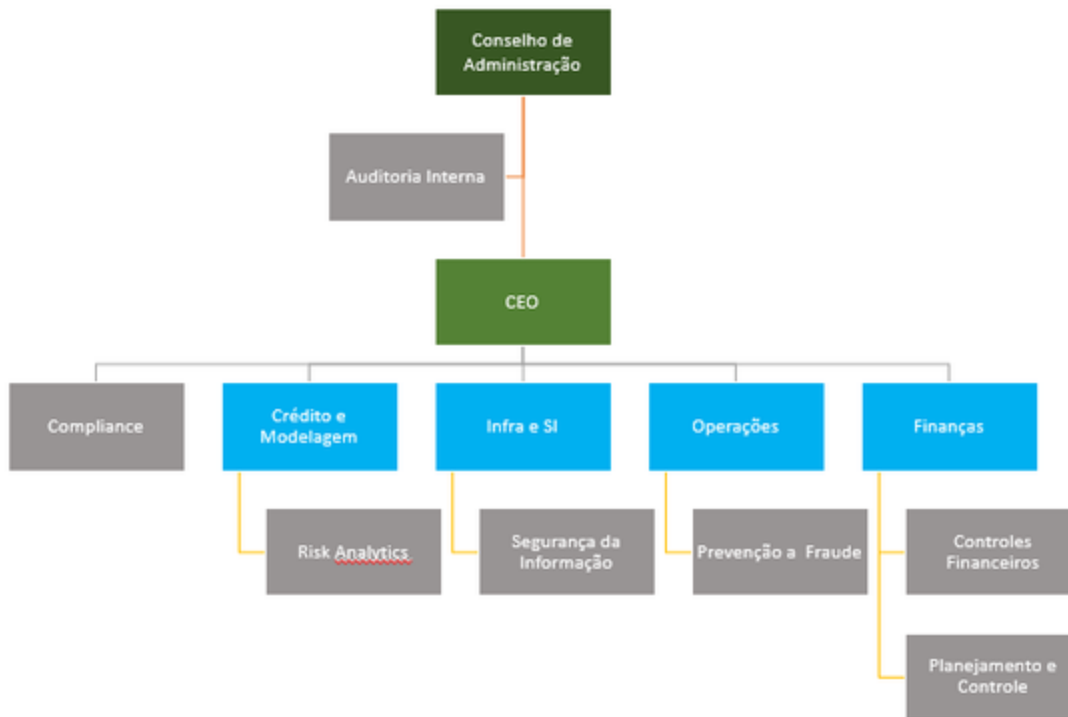 Conselho de
Administração
Auditoria Interna
CEO
Compliance
Crédito e
Modelagem
Infra e SI
Operações
Finanças
Risk Analytics
Segurança da
Informação
Prevenção a Fraude
Controles
Financeiros
Planejamento e
Controle